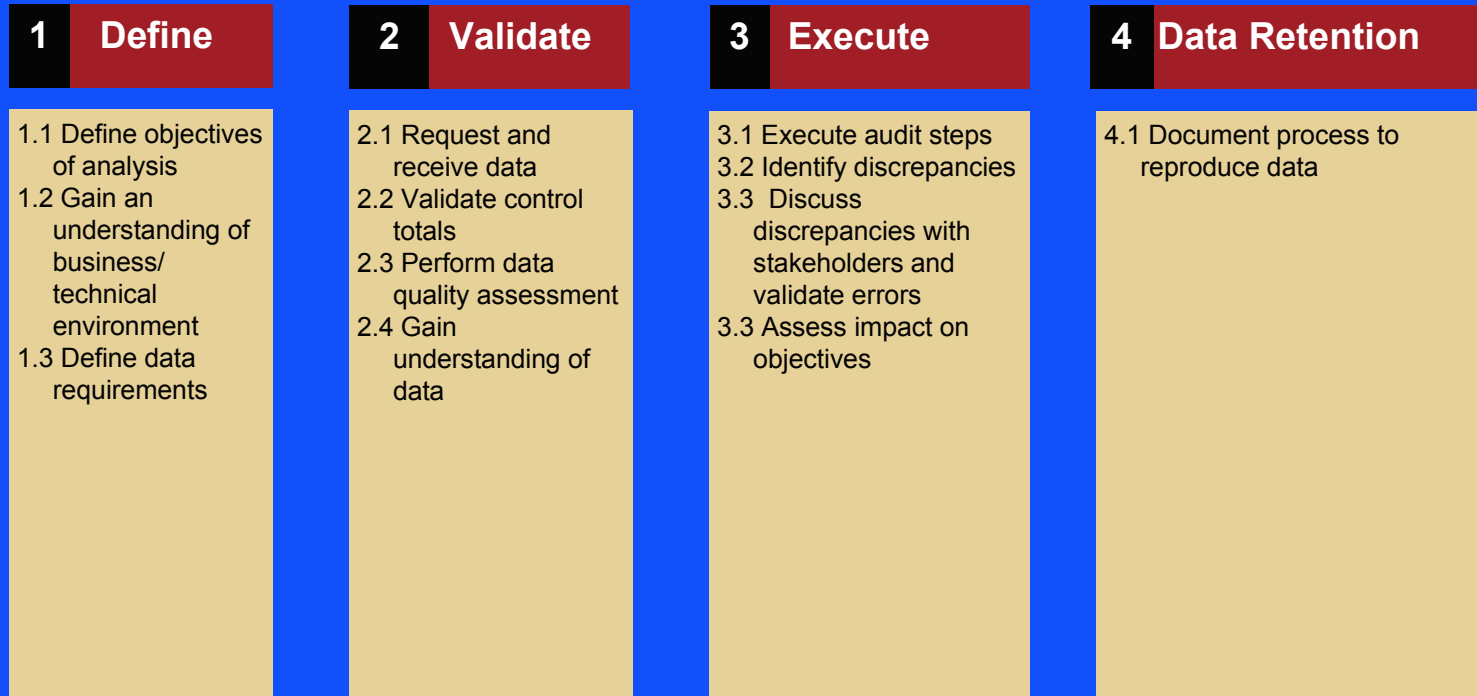 1 Define
1.1 Define objectives
of analysis
1.2 Gain an
understanding of
business/
technical
environment
1.3 Define data
requirements
2 Validate
2.1 Request and
receive data
2.2 Validate control
totals
2.3 Perform data
quality assessment
2.4 Gain
understanding of
data
3 Execute
3.1 Execute audit steps
3.2 Identify discrepancies
3.3 Discuss
discrepancies with
stakeholders and
validate errors
3.3 Assess impact on
objectives
4 Data Retention
4.1 Document process to
reproduce data